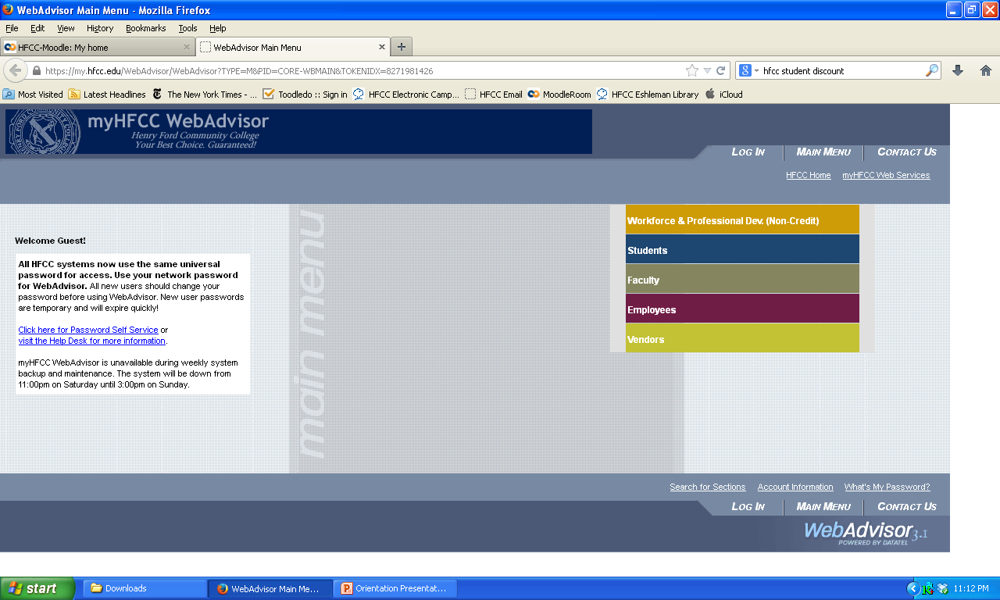 WebAdvisor Main Menu - Mozilla Firefox
File Edit View History Bookmarks Tools Help
HFCC-Moodle: My home
WebAdvisor Main Menu
https://my.hfcc.edu/WebAdvisor/WebAdvisor?TYPE=M&PID=CORE-WBMAIN&TOKENIDX=8271981426
hfcc student discount
Most Visited Latest Headlines The New York Times - ... Toodledo :: Sign in HFCC Electronic Camp... HFCC Email MoodleRoom HFCC Eshleman Library iCloud
myHFCC WebAdvisor
Henry Ford Community College
Your Best Choice. Guaranteed!
LOG IN MAIN MENU CONTACT US
HFCC Home myHFCC Web Services
main menu
Welcome Guest!
All HFCC systems now use the same universal
password for access. Use your network password
for WebAdvisor. All new users should change your
password before using WebAdvisor. New user passwords
are temporary and will expire quickly!
Click here for Password Self Service or
visit the Help Desk for more information.
myHFCC WebAdvisor is unavailable during weekly system
backup and maintenance. The system will be down from
11:00pm on Saturday until 3:00pm on Sunday.
Workforce & Professional Dev. (Non-Credit)
Students
Faculty
Employees
Vendors
Search for Sections Account Information What's My Password?
LOG IN MAIN MENU CONTACT US
WebAdvisor 3.1
POWERED BY DATATEL
start
Downloads
WebAdvisor Main Me...
Orientation Presentat...
11:12 PM